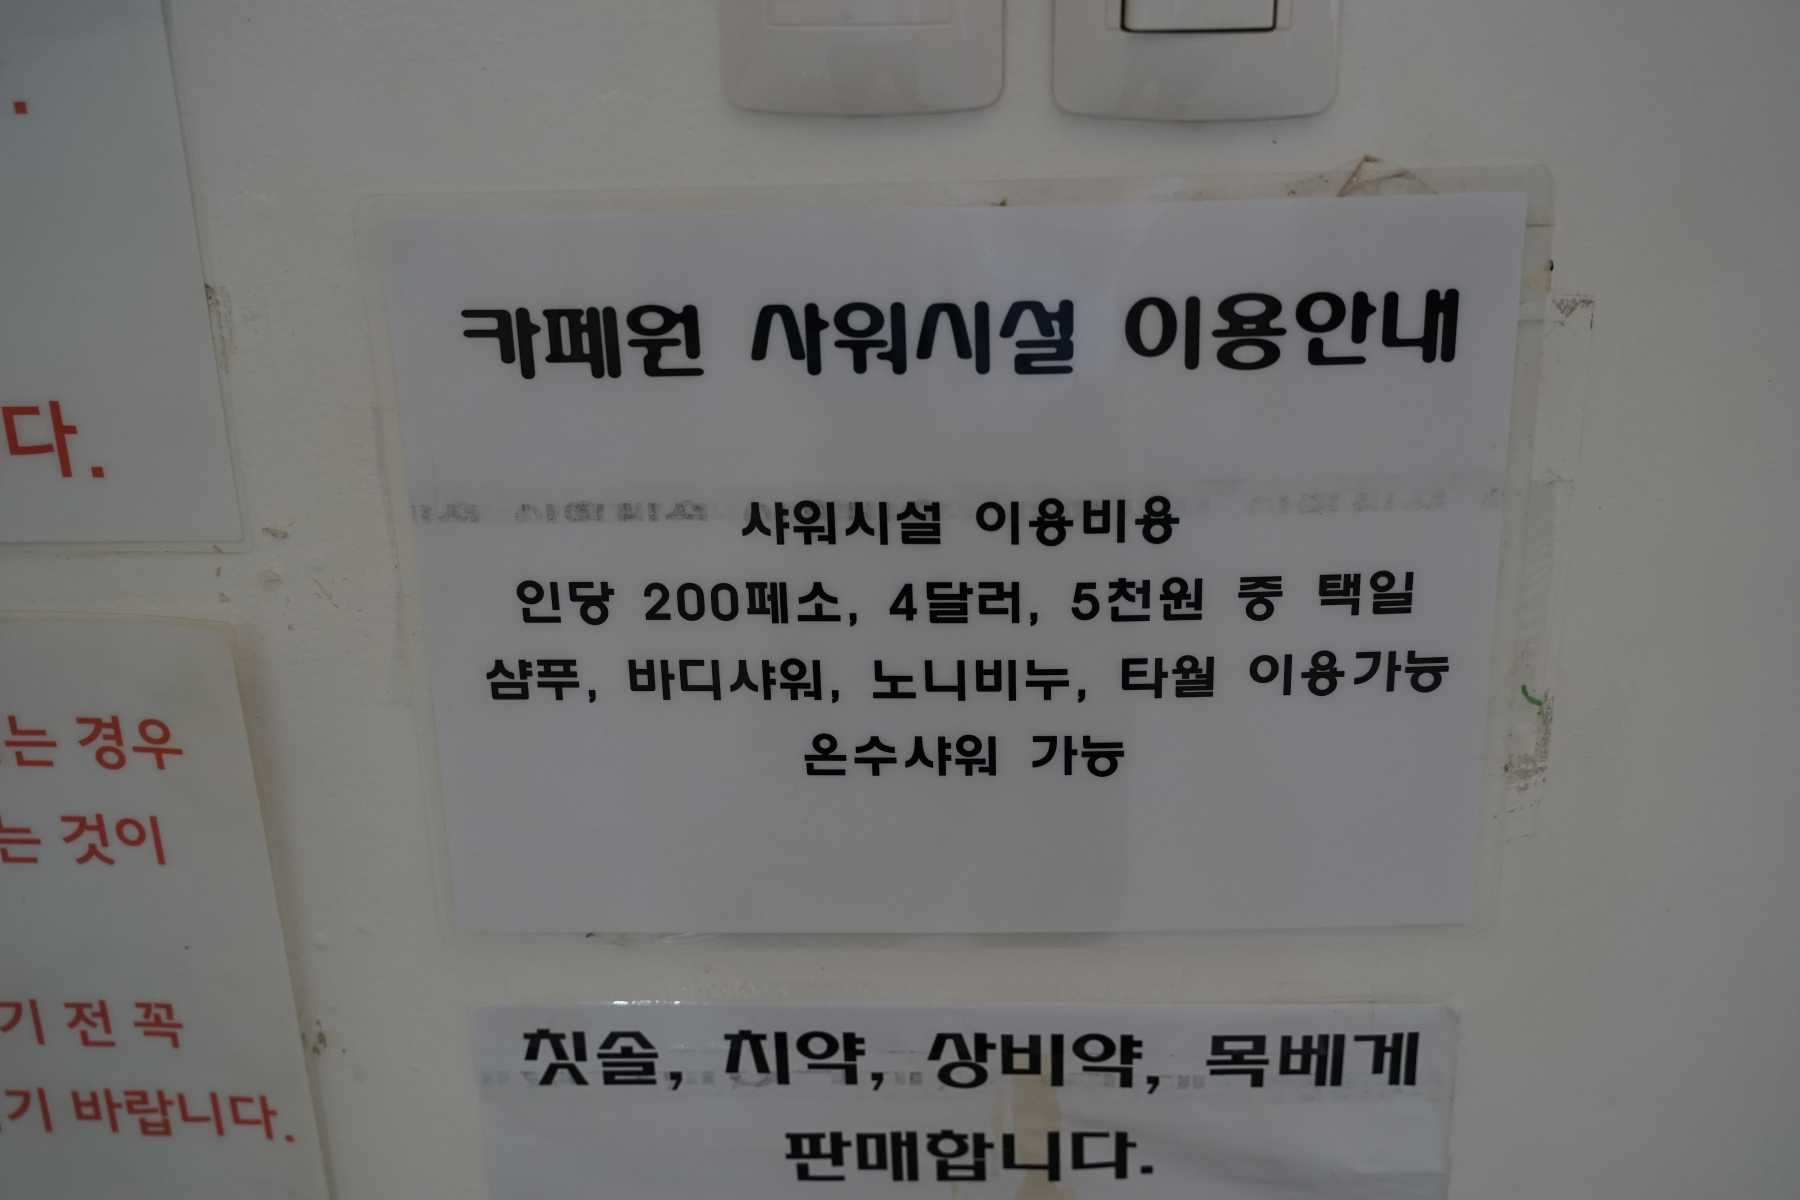 다.
는 경우
는 것이
기 전 꼭
기 바랍니다.
카페원 샤워시설 이용안내
샤워시설 이용비용
인당 200페소, 4달러, 5천원 중 택일
샴푸, 바디샤워, 노니비누, 타월 이용가능
온수샤워 가능
칫솔, 치약, 상비약, 목베게
판매합니다.